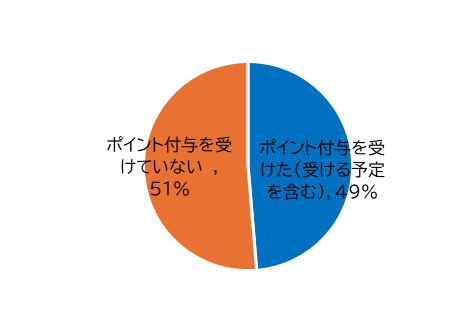 ポイント付与を受
けていない ,
51%
ポイント付与を受
けた(受ける予定
を含む), 49%